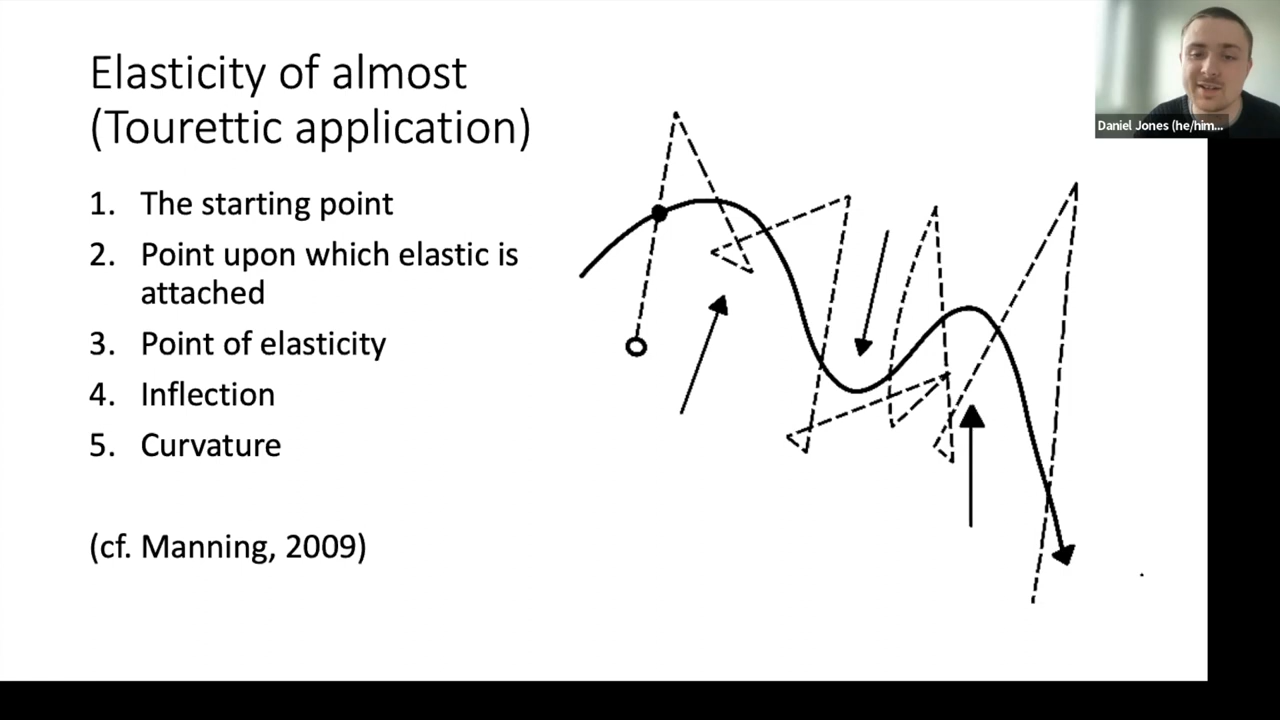 Elasticity of almost
(Tourettic application)
1. The starting point
2. Point upon which elastic is
attached
3. Point of elasticity
4. Inflection
5. Curvature
(cf. Manning, 2009)
Daniel Jones (he/him...